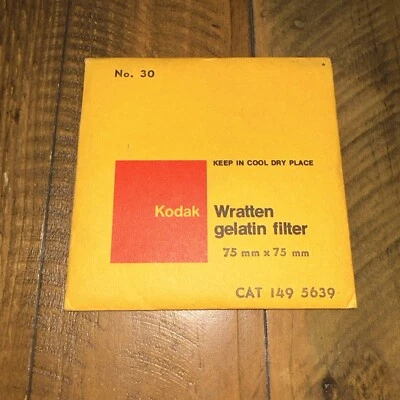 No. 30
KEEP IN COOL DRY PLACE
Kodak Wratten
gelatin filter
75 mm x 75 mm
CAT 149 5639